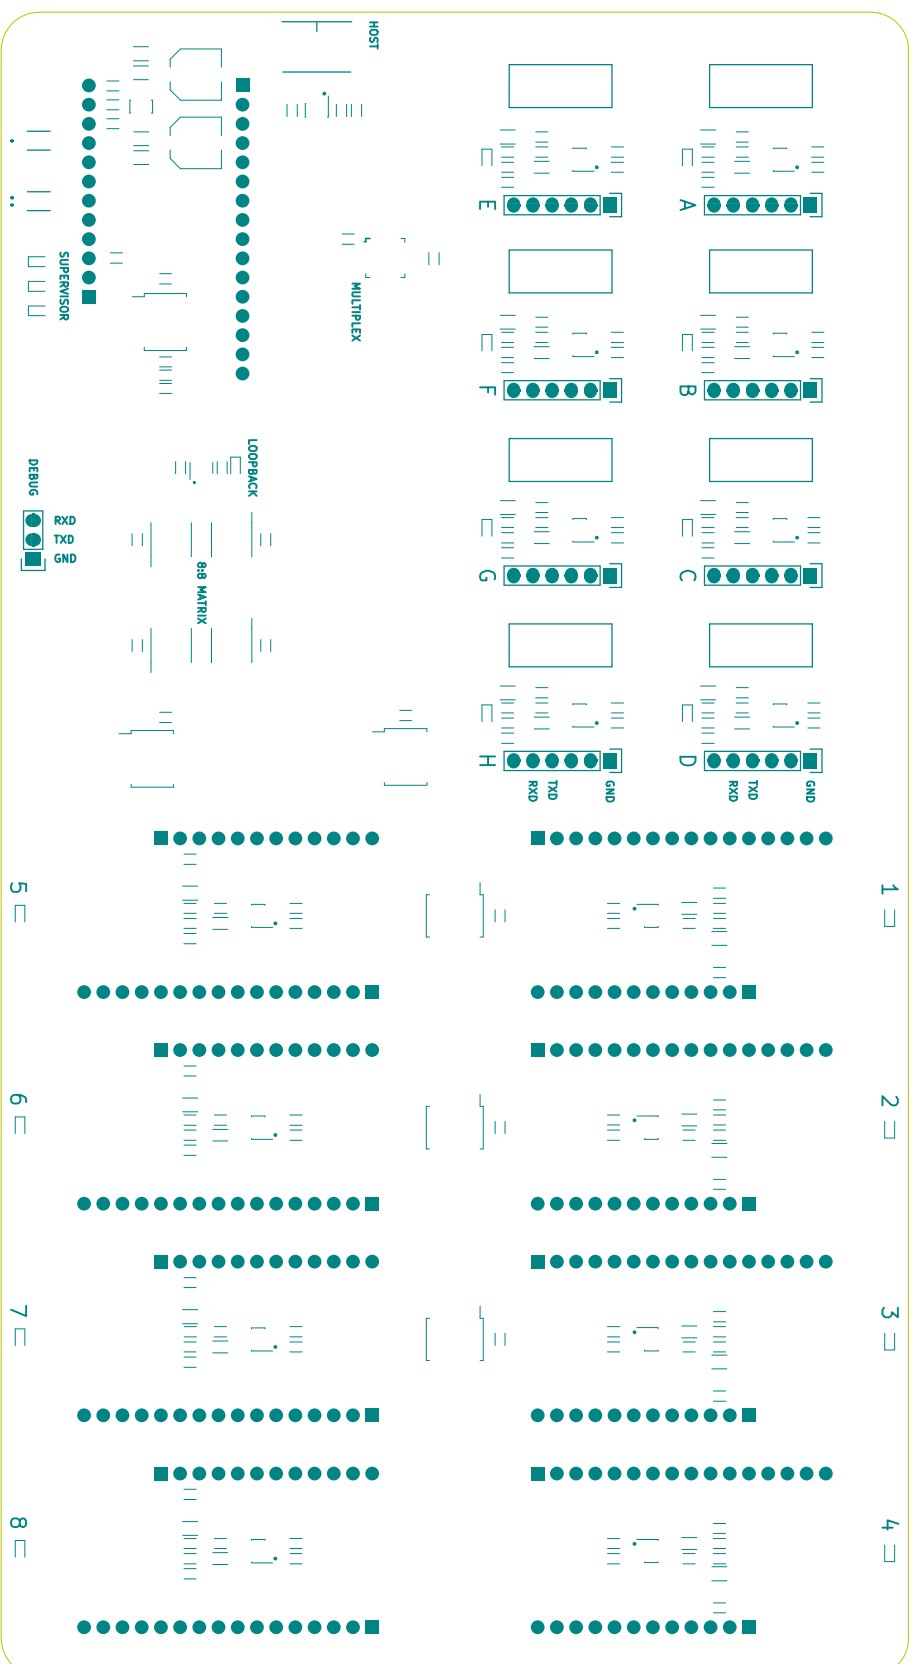 HOST
E
A
SUPERVISOR
MULTIPLEX
F
B
DEBUG
LOOPBACK
RXD
TXD
GND
8:8 MATRIX
G
C
H
D
RXD
TXD
GND
RXD
TXD
GND
5
1
6
2
7
3
8
4